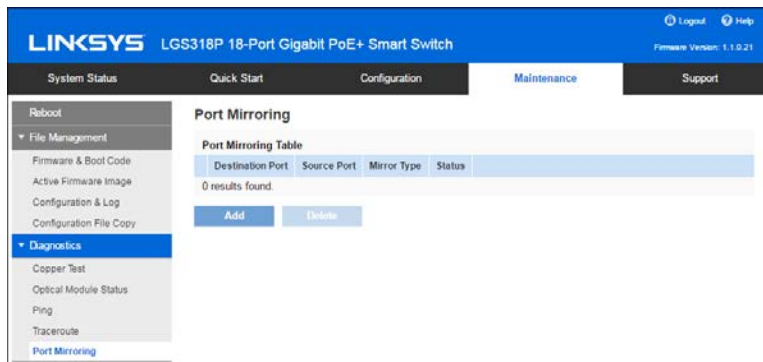 Logout Help
LINKSYS LGS318P 18-Port Gigabit PoE+ Smart Switch
Firmware Version: 1.1.0.21
System Status Quick Start Configuration Maintenance Support
Reboot
File Management
Firmware & Boot Code
Active Firmware Image
Configuration & Log
Configuration File Copy
Diagnostics
Copper Test
Optical Module Status
Ping
Traceroute
Port Mirroring
Port Mirroring
Port Mirroring Table
Destination Port Source Port Mirror Type Status
0 results found.
Add Delete